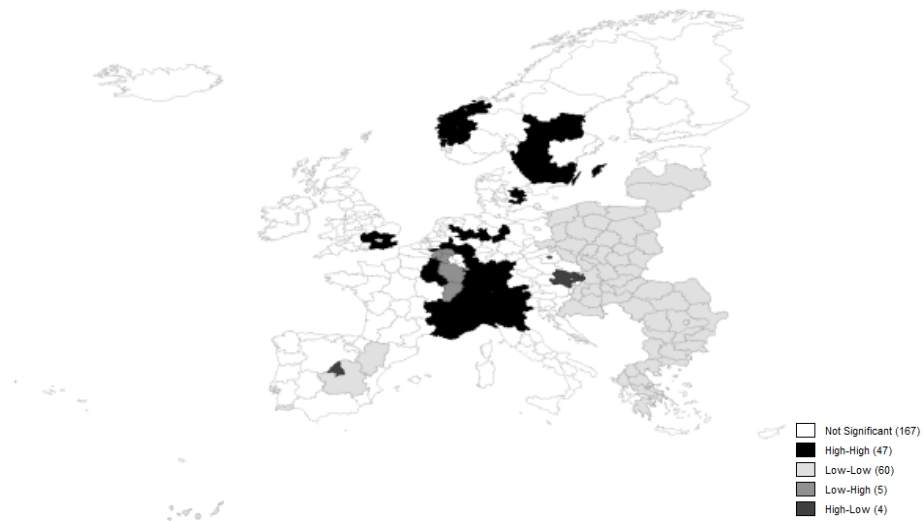 Not Significant (167)
High-High (47)
Low-Low (60)
Low-High (5)
High-Low (4)